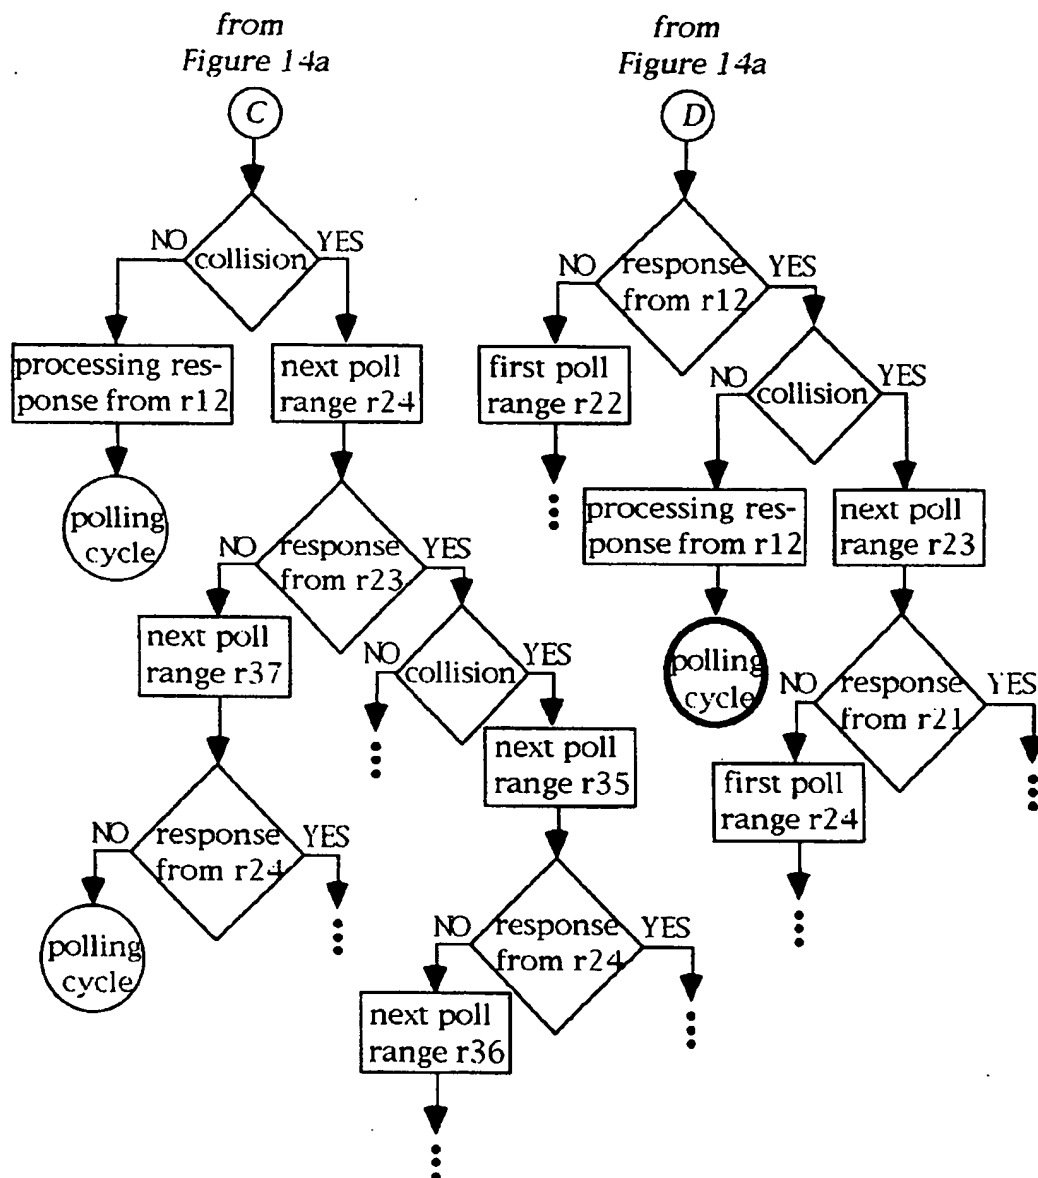 from
Figure 14a
C
collision
NO
YES
processing res-
ponse from r12
next poll
range r24
polling
cycle
response
from r23
NO
YES
next poll
range r37
collision
NO
YES
next poll
range r35
response
from r24
NO
YES
polling
cycle
response
from r24
NO
YES
next poll
range r36
from
Figure 14a
D
response
from r12
NO
YES
first poll
range r22
collision
NO
YES
processing res-
ponse from r12
next poll
range r23
polling
cycle
response
from r21
NO
YES
first poll
range r24